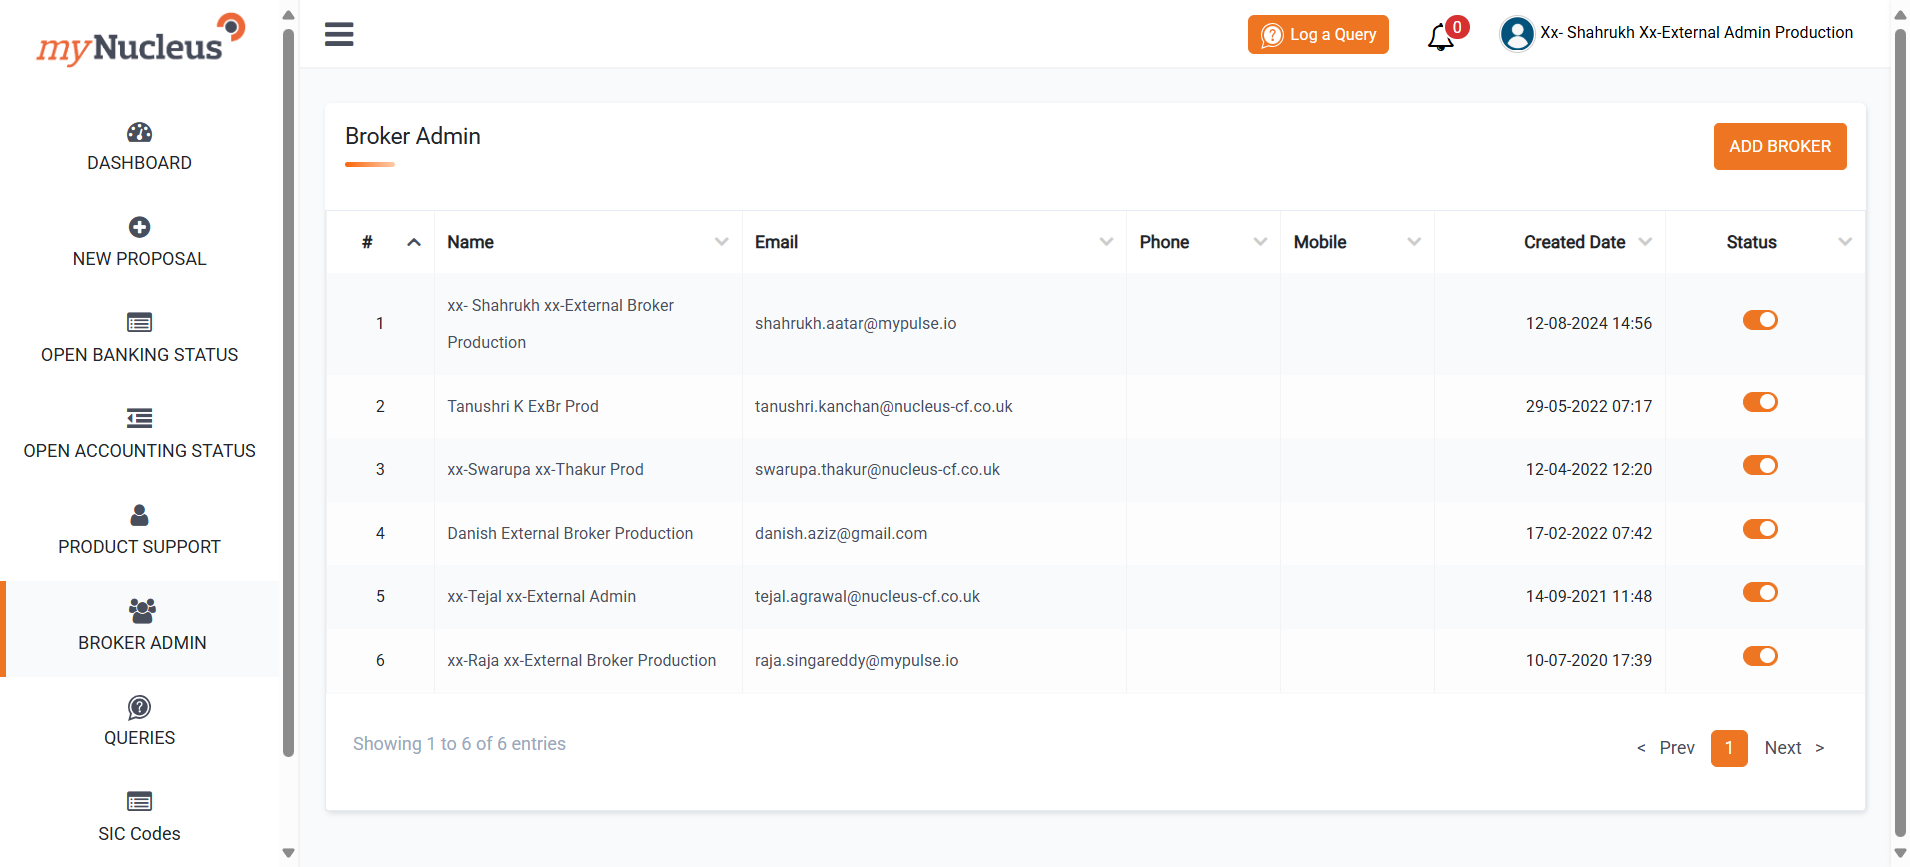 myNucleus
Log a Query
0
Xx- Shahrukh Xx-External Admin Production
DASHBOARD
NEW PROPOSAL
OPEN BANKING STATUS
OPEN ACCOUNTING STATUS
PRODUCT SUPPORT
BROKER ADMIN
QUERIES
SIC Codes
Broker Admin
ADD BROKER
# Name Email Phone Mobile Created Date Status
1 xx- Shahrukh xx-External Broker Production shahrukh.aatar@mypulse.io 12-08-2024 14:56
2 Tanushri K ExBr Prod tanushri.kanchan@nucleus-cf.co.uk 29-05-2022 07:17
3 xx-Swarupa xx-Thakur Prod swarupa.thakur@nucleus-cf.co.uk 12-04-2022 12:20
4 Danish External Broker Production danish.aziz@gmail.com 17-02-2022 07:42
5 xx-Tejal xx-External Admin tejal.agrawal@nucleus-cf.co.uk 14-09-2021 11:48
6 xx-Raja xx-External Broker Production raja.singareddy@mypulse.io 10-07-2020 17:39
Showing 1 to 6 of 6 entries
< Prev 1 Next >